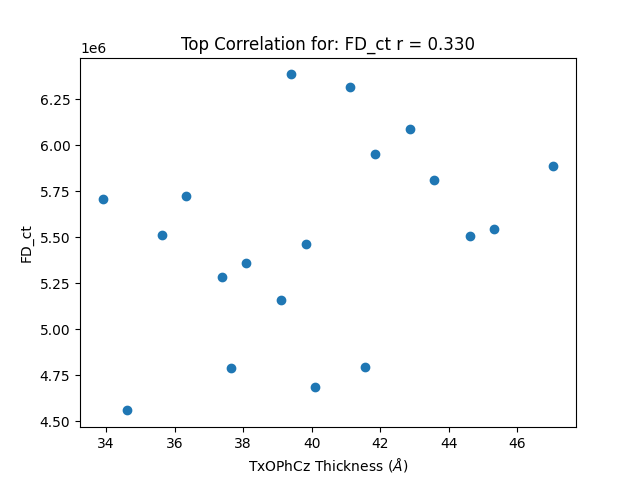 Top Correlation for: FD_ct r = 0.330
1e6
6.25
6.00
5.75
5.50
5.25
5.00
4.75
4.50
FD_ct
34 36 38 40 42 44 46
TxOPhCz Thickness (Å)